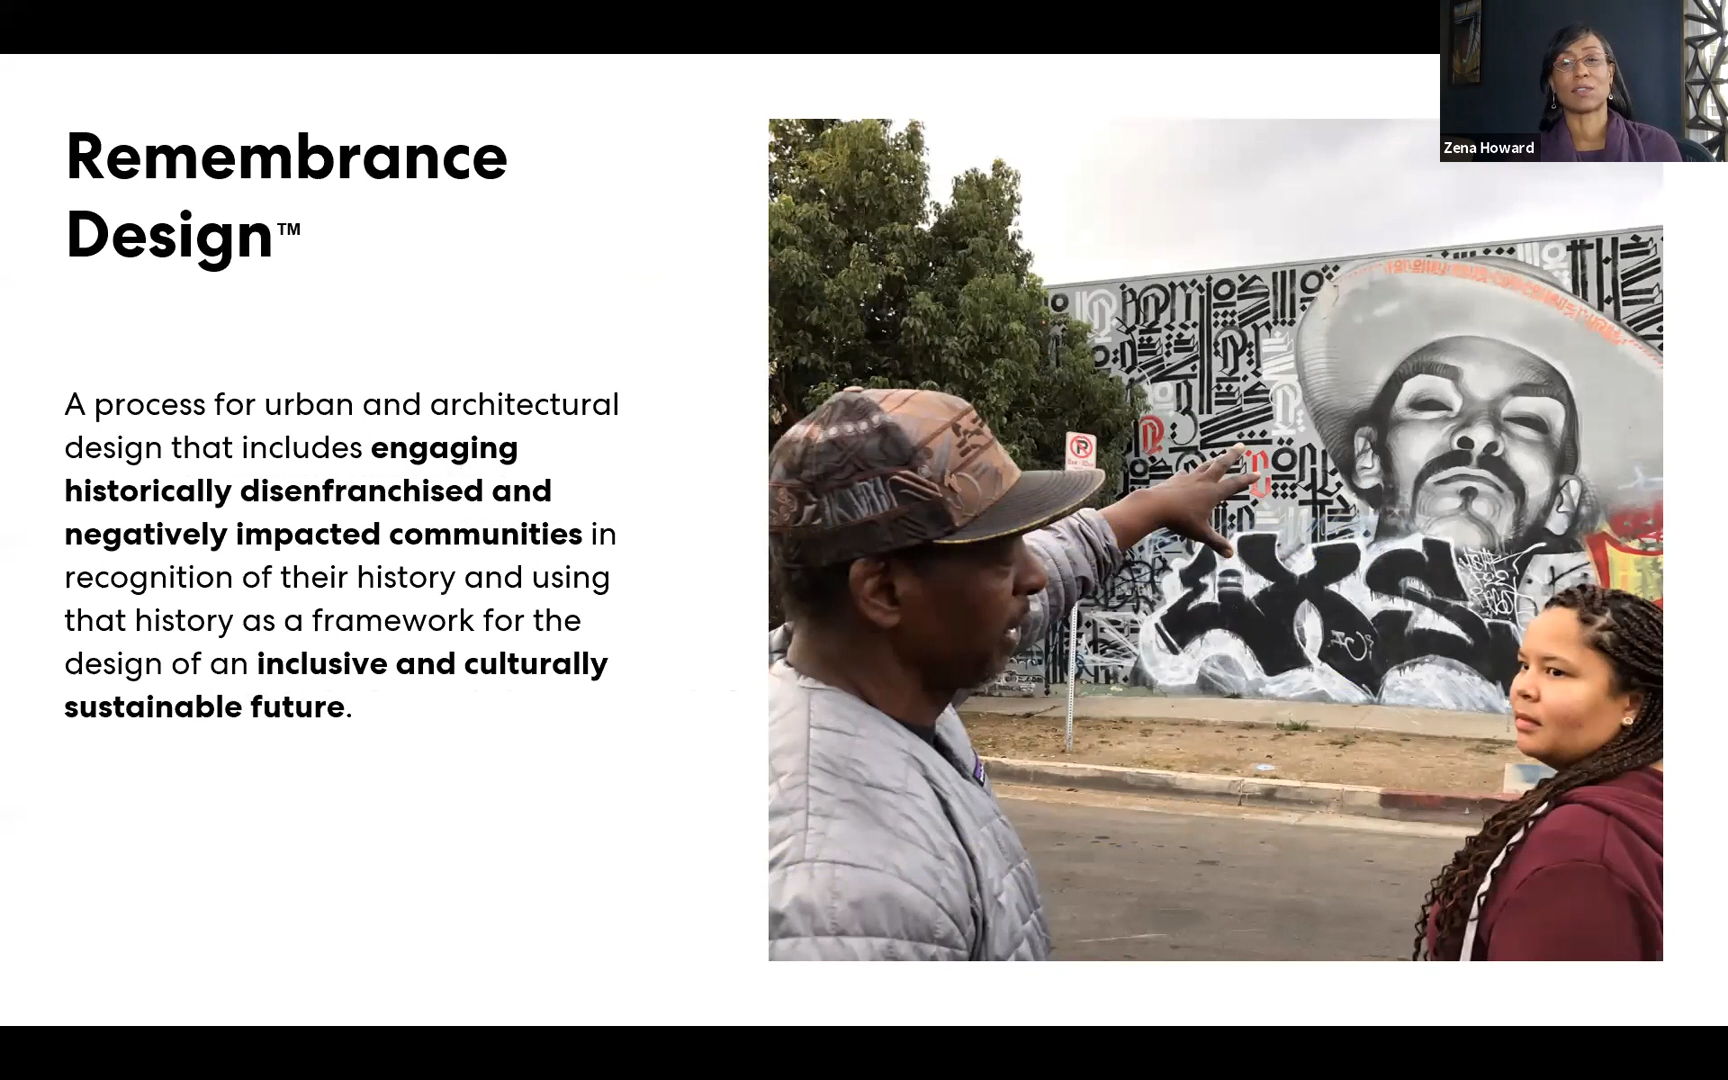 Zena Howard
Remembrance
Design™
A process for urban and architectural
design that includes engaging
historically disenfranchised and
negatively impacted communities in
recognition of their history and using
that history as a framework for the
design of an inclusive and culturally
sustainable future.